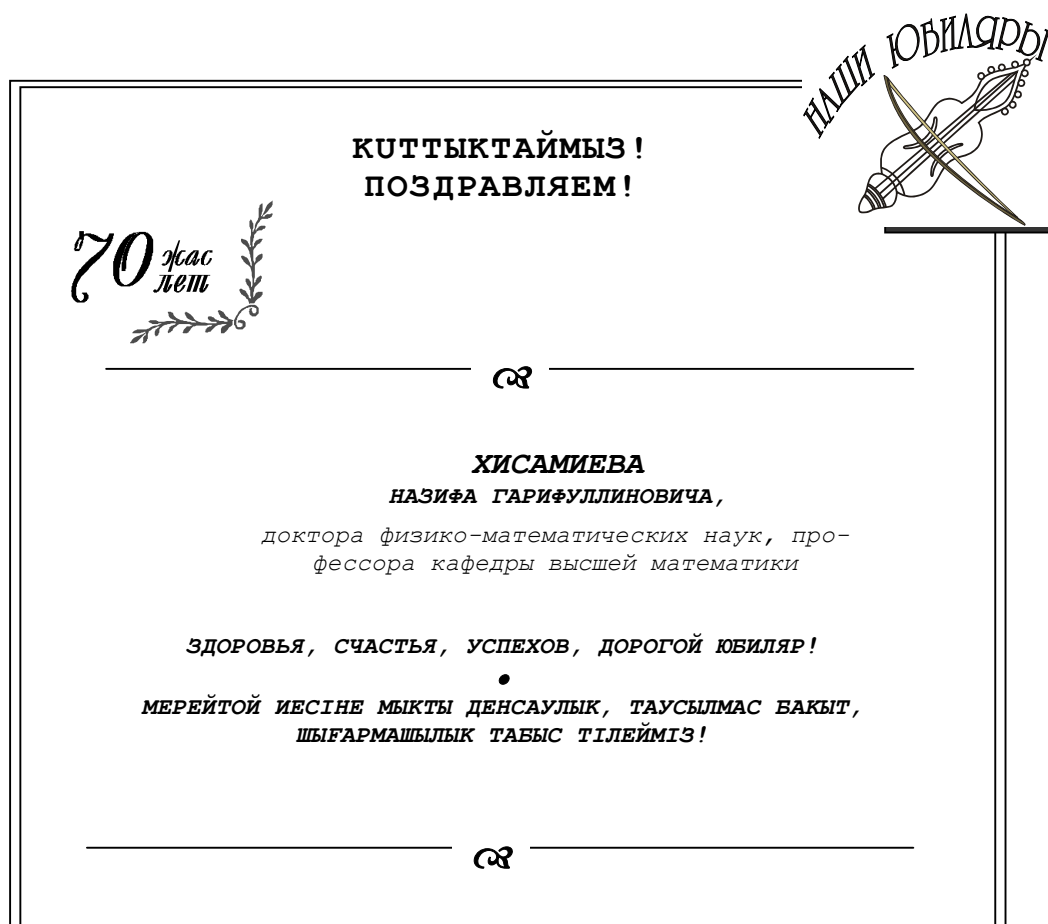 НАШИ ЮБИЛЯРЫ
КUТТЫКТАЙМЫЗ!
ПОЗДРАВЛЯЕМ!
70 жас
лет
ХИСАМИЕВА
НАЗИФА ГАРИФУЛЛИНОВИЧА,
доктора физико-математических наук, про-
фессора кафедры высшей математики
ЗДОРОВЬЯ, СЧАСТЬЯ, УСПЕХОВ, ДОРОГОЙ ЮБИЛЯР!
•
МЕРЕЙТОЙ ИЕСІНЕ МЫКТЫ ДЕНСАУЛЫК, ТАУСЫЛМАС БАКЫТ,
ШЫҒАРМАШЫЛЫК ТАБЫС ТІЛЕЙМІЗ!